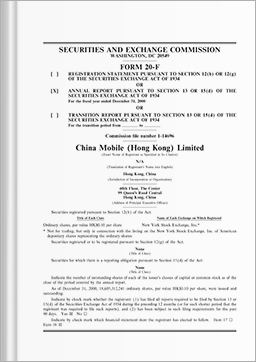 SECURITIES AND EXCHANGE COMMISSION
WASHINGTON, DC 20549
FORM 20-F
[ ] REGISTRATION STATEMENT PURSUANT TO SECTION 12(b) OR 12(g)
OF THE SECURITIES EXCHANGE ACT OF 1934
OR
[X] ANNUAL REPORT PURSUANT TO SECTION 13 OR 15(d) OF THE
SECURITIES EXCHANGE ACT OF 1934
For the fiscal year ended December 31, 2000
OR
[ ] TRANSITION REPORT PURSUANT TO SECTION 13 OR 15(d) OF THE
SECURITIES EXCHANGE ACT OF 1934
For the transition period from ............ to ............
Commission file number 1-14696
China Mobile (Hong Kong) Limited
(Exact Name of Registrant as Specified in Its Charter)
N/A
(Translation of Registrant's Name into English)
Hong Kong, China
(Jurisdiction of Incorporation or Organization)
60th Floor, The Center
99 Queen's Road Central
Hong Kong, China
(Address of Principal Executive Offices)
Securities registered pursuant to Section 12(b) of the Act.
Title of Each Class Name of Each Exchange on Which Registered
Ordinary shares, par value HK$0.10 per share New York Stock Exchange, Inc.*
* Not for trading, but only in connection with the listing on the New York Stock Exchange, Inc. of American
depositary shares representing the ordinary shares.
Securities registered or to be registered pursuant to Section 12(g) of the Act.
None
(Title of Class)
Securities for which there is a reporting obligation pursuant to Section 15(d) of the Act.
None
(Title of Class)
Indicate the number of outstanding shares of each of the issuer's classes of capital or common stock as of the
close of the period covered by the annual report.
As of December 31, 2000, ordinary shares, par value HK$0.10 per share, were issued and
outstanding.
Indicate by check mark whether the registrant (1) has filed all reports required to be filed by Section 13 or
15(d) of the Securities Exchange Act of 1934 during the preceding 12 months (or for such shorter period that the
registrant was required to file such reports), and (2) has been subject to such filing requirements for the past
90 days. Yes No
Indicate by check mark which financial statement item the registrant has elected to follow. Item 17
Item 18